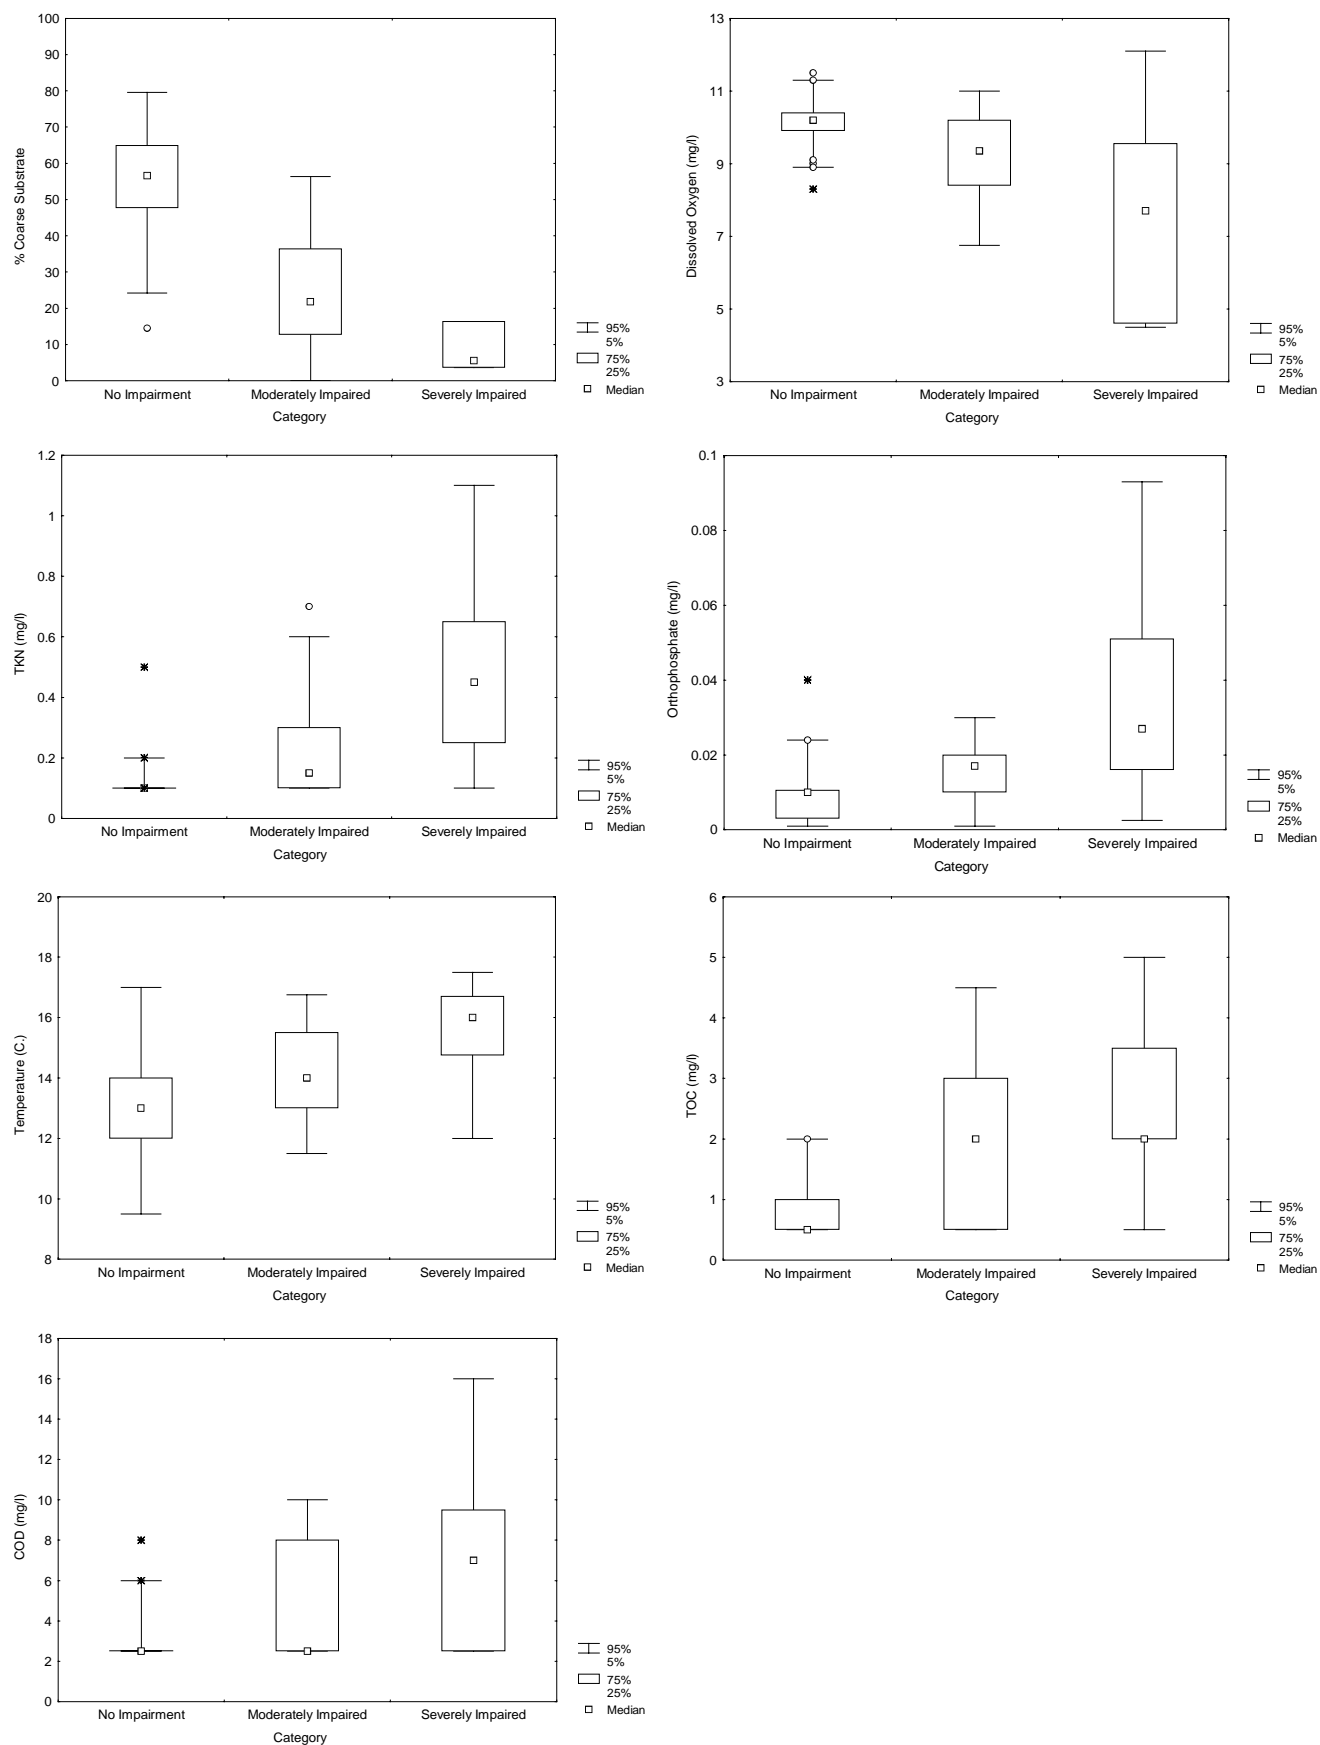 100
90
80
70
60
50
40
30
20
10
0
% Coarse Substrate
No Impairment Moderately Impaired Severely Impaired
Category
95%
5%
75%
25%
Median
13
11
9
7
5
3
Dissolved Oxygen (mg/l)
No Impairment Moderately Impaired Severely Impaired
Category
95%
5%
75%
25%
Median
1.2
1
0.8
0.6
0.4
0.2
0
TKN (mg/l)
No Impairment Moderately Impaired Severely Impaired
Category
95%
5%
75%
25%
Median
0.1
0.08
0.06
0.04
0.02
0
Orthophosphate (mg/l)
No Impairment Moderately Impaired Severely Impaired
Category
95%
5%
75%
25%
Median
20
18
16
14
12
10
8
Temperature (C.)
No Impairment Moderately Impaired Severely Impaired
Category
95%
5%
75%
25%
Median
6
5
4
3
2
1
0
TOC (mg/l)
No Impairment Moderately Impaired Severely Impaired
Category
95%
5%
75%
25%
Median
18
16
14
12
10
8
6
4
2
0
COD (mg/l)
No Impairment Moderately Impaired Severely Impaired
Category
95%
5%
75%
25%
Median